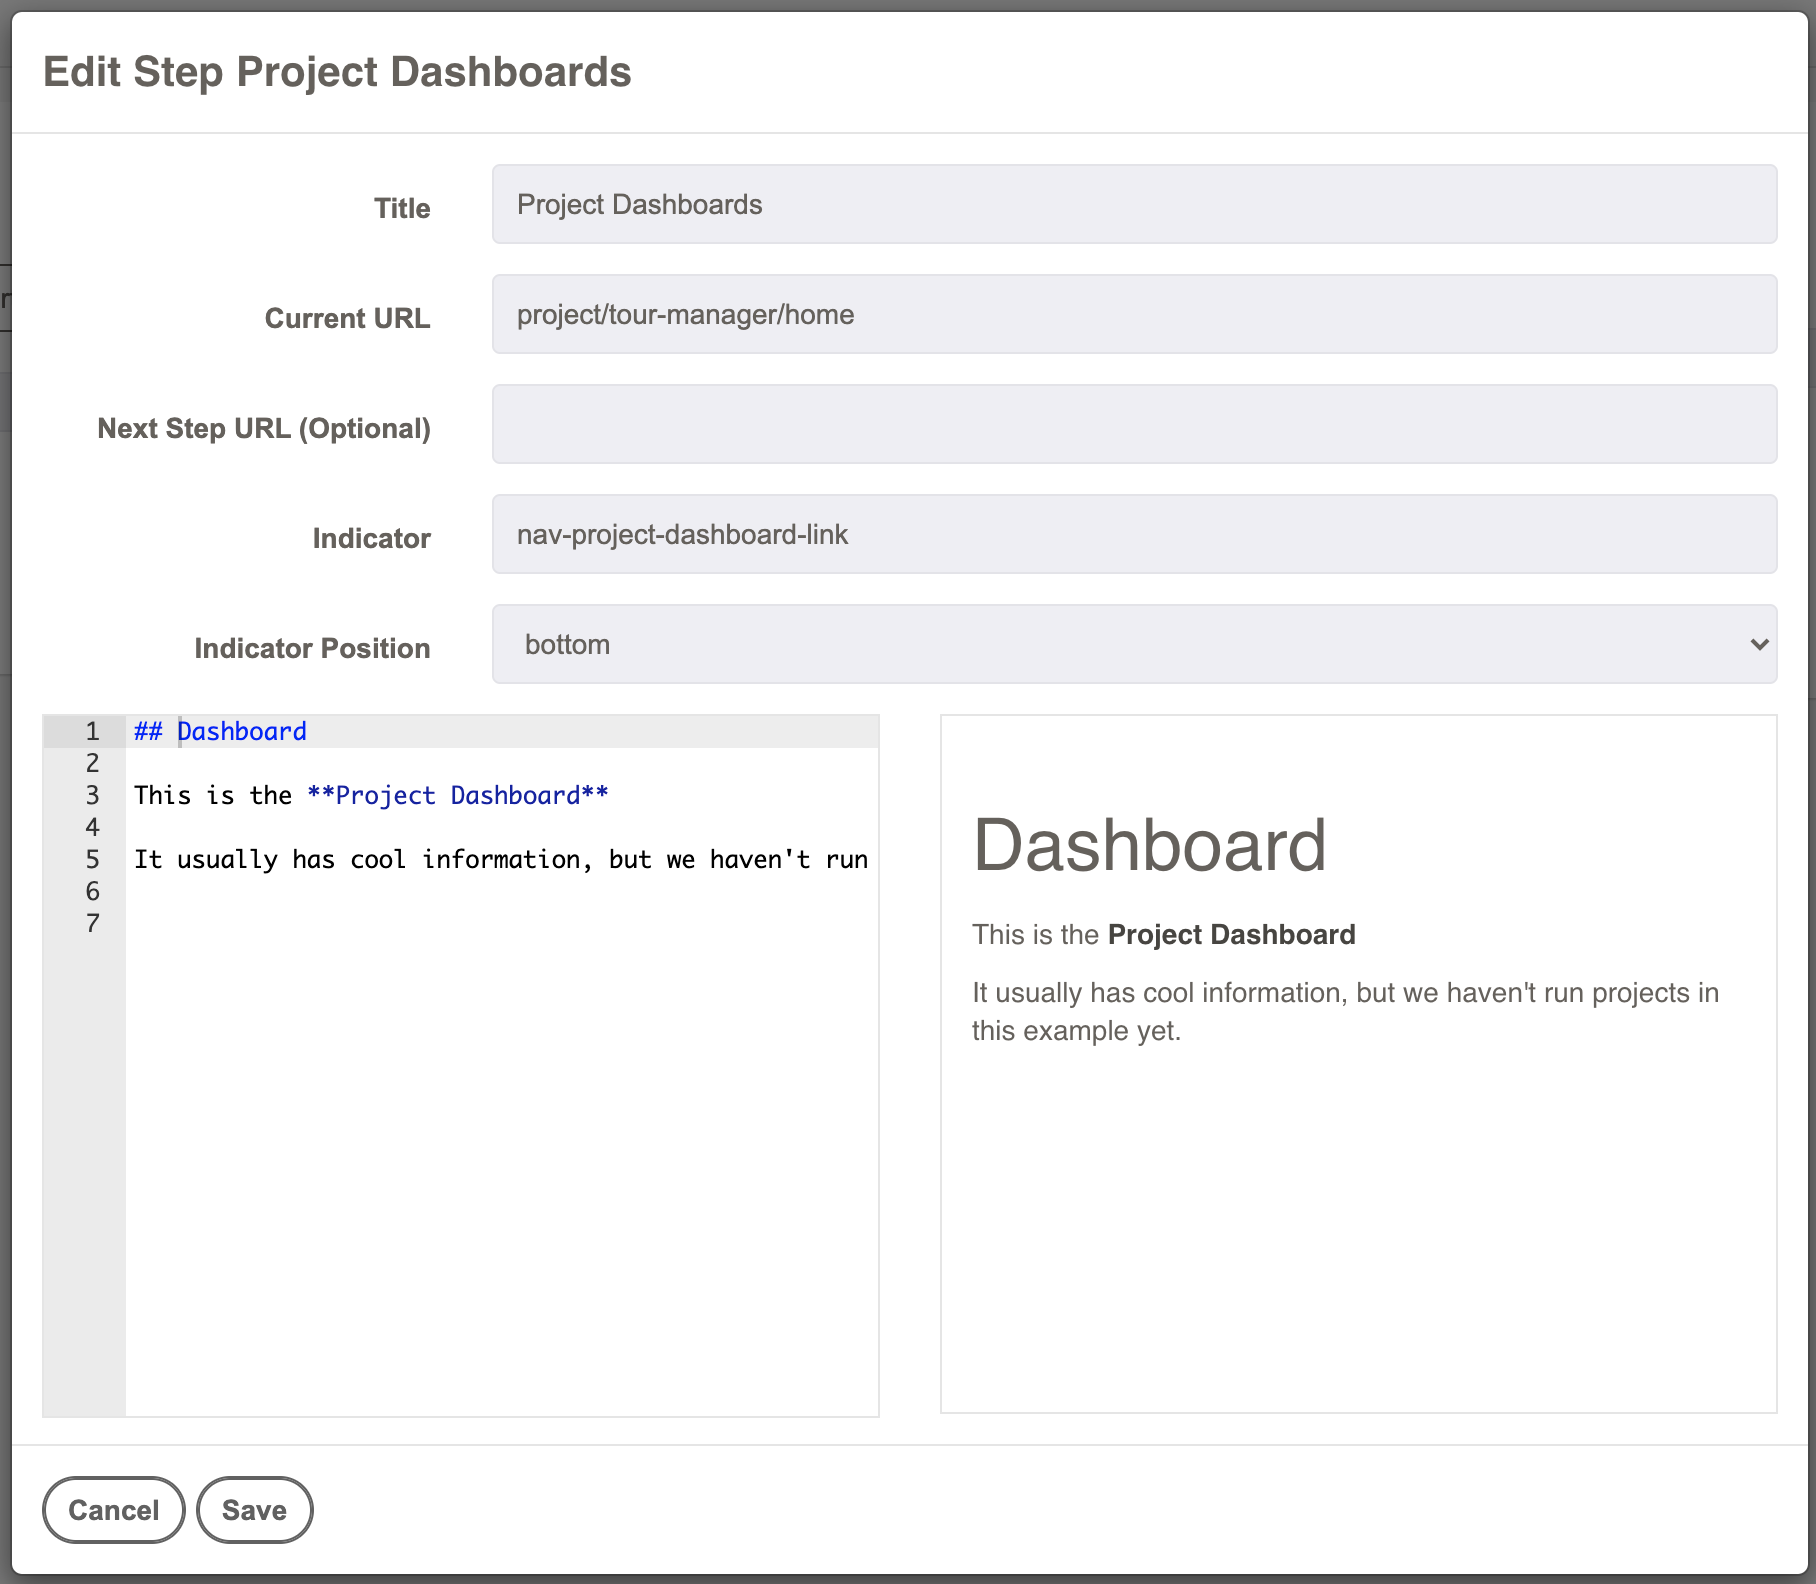 Edit Step Project Dashboards
Title
Project Dashboards
Current URL
project/tour-manager/home
Next Step URL (Optional)
Indicator
nav-project-dashboard-link
Indicator Position
bottom
1 ## Dashboard
2
3 This is the **Project Dashboard**
4
5 It usually has cool information, but we haven't run
6
7
Dashboard
This is the Project Dashboard
It usually has cool information, but we haven't run projects in
this example yet.
Cancel
Save